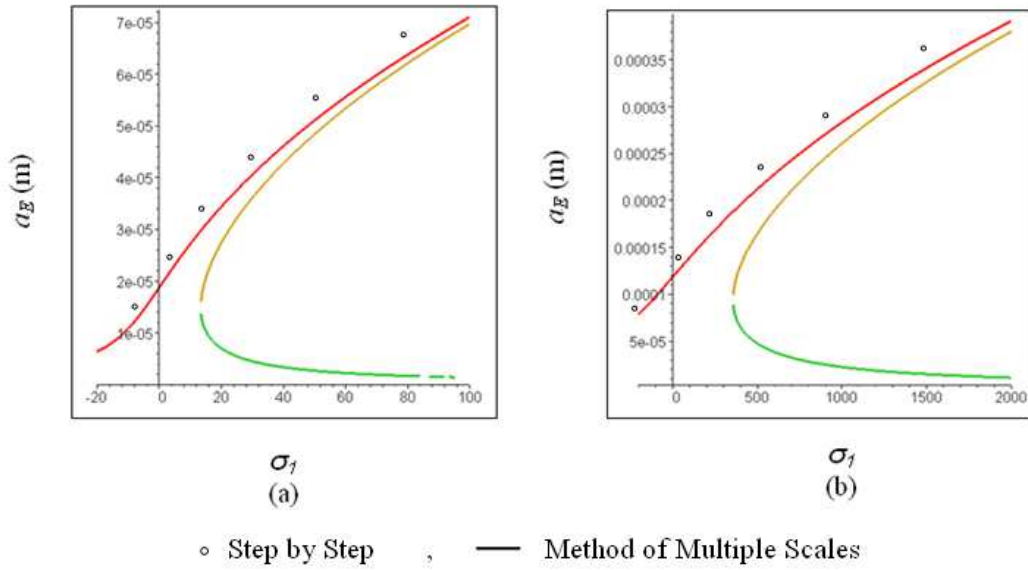 7e-05
6e-05
5e-05
4e-05
3e-05
2e-05
1e-05
-20 0 20 40 60 80 100
a_E (m)
σ_1
(a)
0.00035
0.0003
0.00025
0.0002
0.00015
0.0001
5e-05
0 500 1000 1500 2000
a_E (m)
σ_1
(b)
Step by Step , Method of Multiple Scales